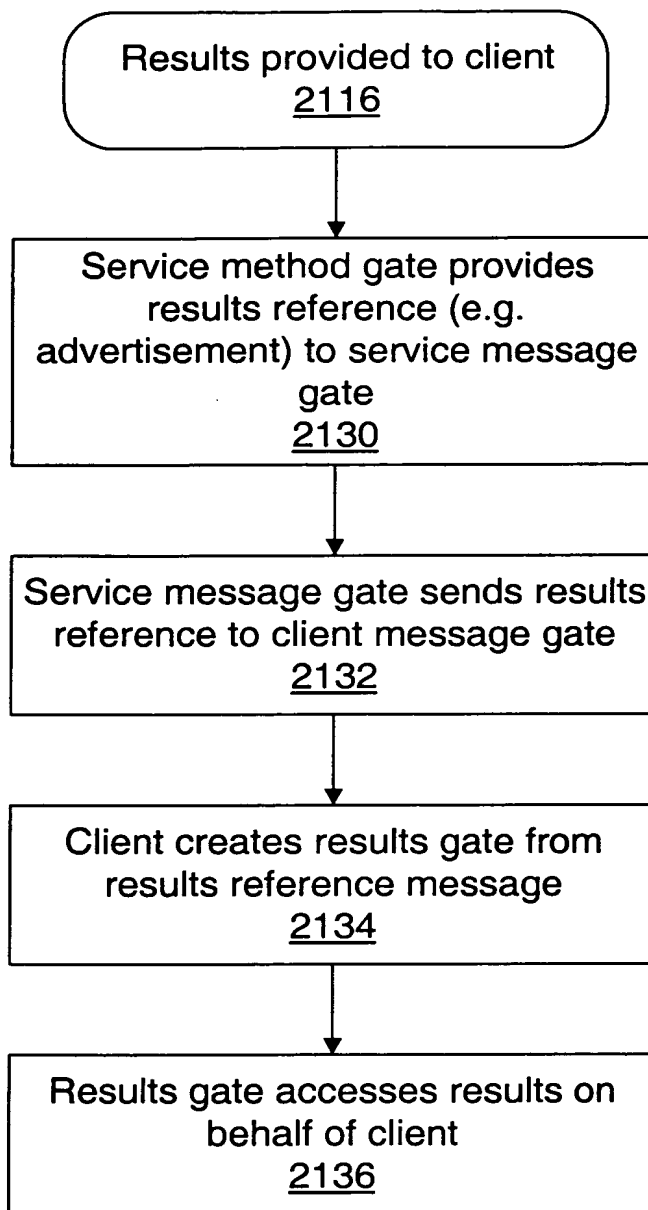 Results provided to client
2116
Service method gate provides
results reference (e.g.
advertisement) to service message
gate
2130
Service message gate sends results
reference to client message gate
2132
Client creates results gate from
results reference message
2134
Results gate accesses results on
behalf of client
2136